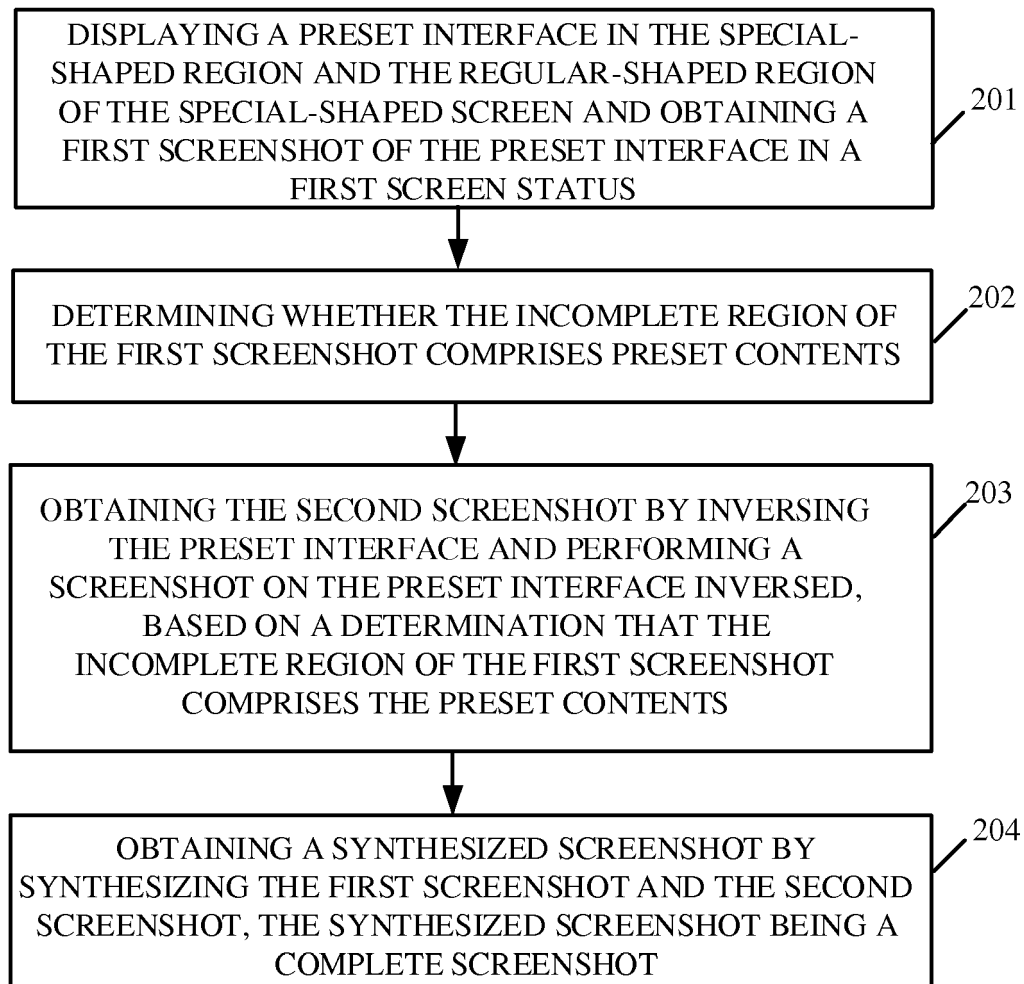 DISPLAYING A PRESET INTERFACE IN THE SPECIAL-
SHAPED REGION AND THE REGULAR-SHAPED REGION
OF THE SPECIAL-SHAPED SCREEN AND OBTAINING A
FIRST SCREENSHOT OF THE PRESET INTERFACE IN A
FIRST SCREEN STATUS
201
DETERMINING WHETHER THE INCOMPLETE REGION OF
THE FIRST SCREENSHOT COMPRISES PRESET CONTENTS
202
OBTAINING THE SECOND SCREENSHOT BY INVERSING
THE PRESET INTERFACE AND PERFORMING A
SCREENSHOT ON THE PRESET INTERFACE INVERSED,
BASED ON A DETERMINATION THAT THE
INCOMPLETE REGION OF THE FIRST SCREENSHOT
COMPRISES THE PRESET CONTENTS
203
OBTAINING A SYNTHESIZED SCREENSHOT BY
SYNTHESIZING THE FIRST SCREENSHOT AND THE SECOND
SCREENSHOT, THE SYNTHESIZED SCREENSHOT BEING A
COMPLETE SCREENSHOT
204